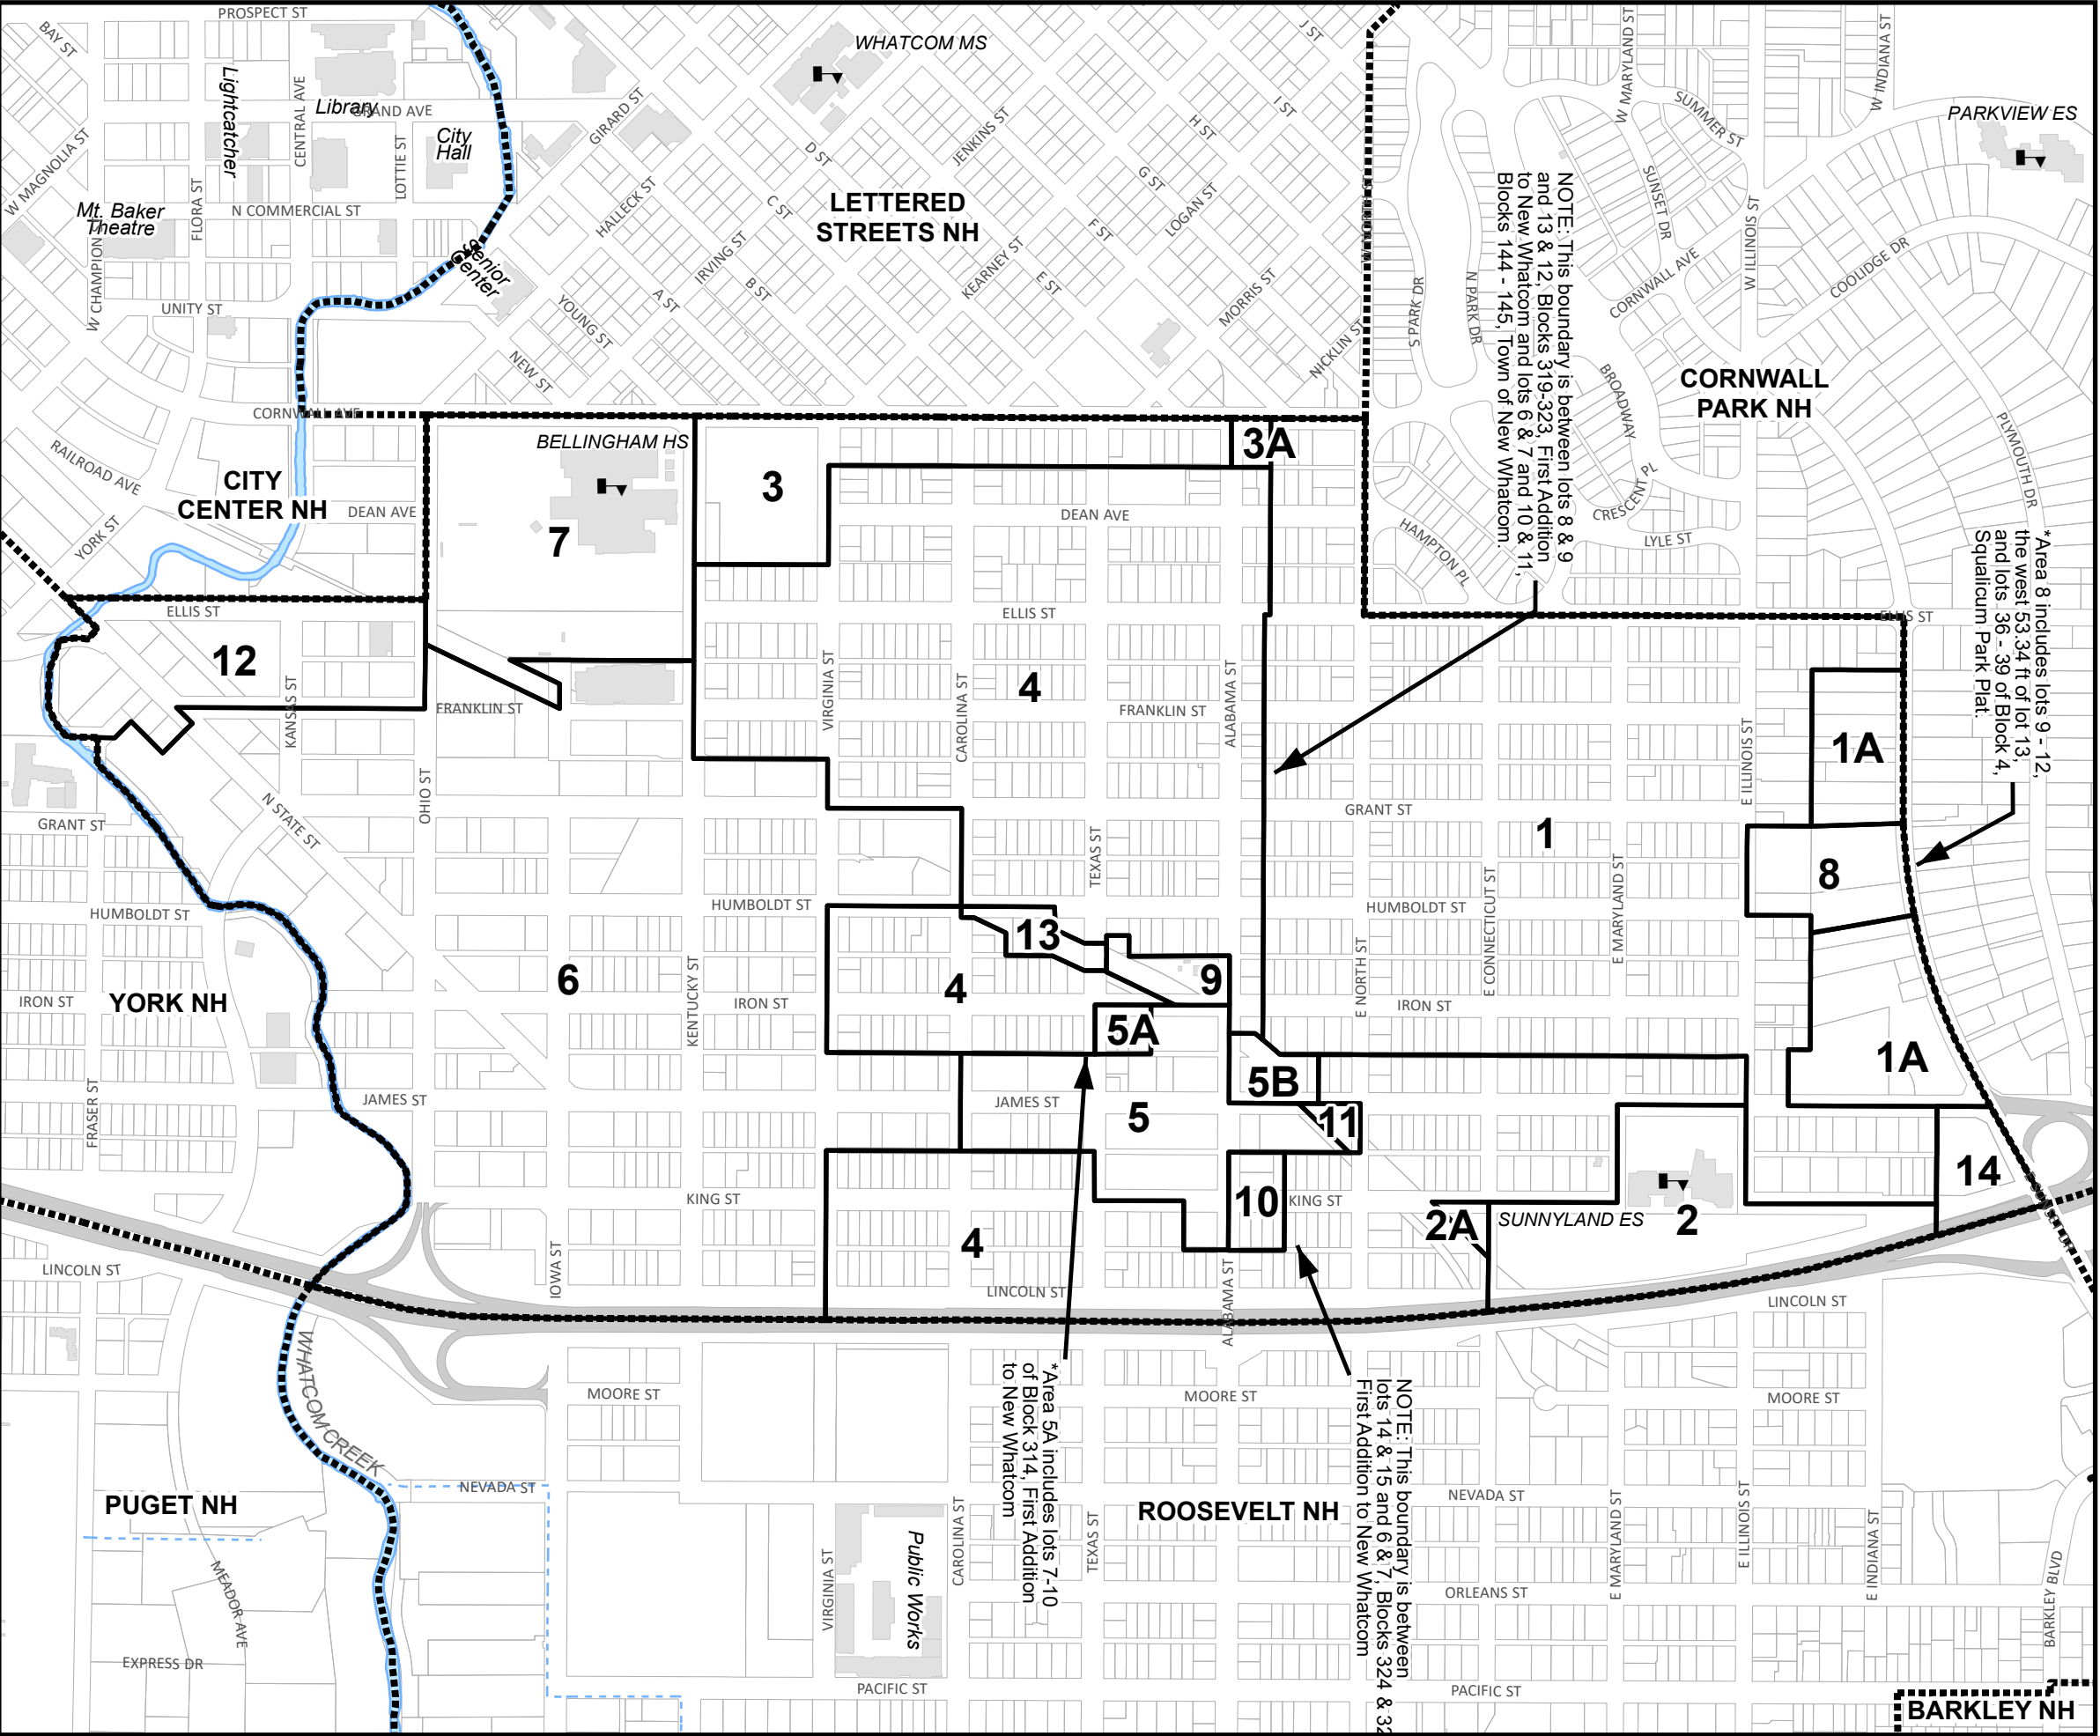 PROSPECT ST
BAY ST
Lightcatcher
CENTRAL AVE
Library
GRAND AVE
LOTTIE ST
City
Hall
W MAGNOLIA ST
Mt. Baker
Theatre
FLORA ST
N COMMERCIAL ST
W CHAMPION
UNITY ST
Senior
Center
WHATCOM MS
GIRARD ST
HALLECK ST
D ST
C ST
IRVING ST
B ST
A ST
YOUNG ST
NEW ST
JENKINS ST
LETTERED
STREETS NH
J ST
I ST
H ST
G ST
LOGAN ST
F ST
KEARNEY ST
E ST
MORRIS ST
NICKLIN ST
S PARK DR
N PARK DR
NOTE: This boundary is between lots 8 & 9
and 13 & 12, Blocks 319-323, First Addition
to New Whatcom and lots 6 & 7 and 10 & 11,
Blocks 144 - 145, Town of New Whatcom.
W MARYLAND ST
SUMMER ST
SUNSET DR
W INDIANA ST
PARKVIEW ES
W ILLINIOIS ST
CORNWALL AVE
COOLIDGE DR
BROADWAY
CORNWALL
PARK NH
PLYMOUTH DR
CRESCENT PL
HAMPTON PL
LYLE ST
*Area 8 includes lots 9 - 12,
the west 53.34 ft of lot 13,
and lots 36 - 39 of Block 4,
Squalicum Park Plat.
CORNWALL AVE
RAILROAD AVE
CITY
CENTER NH
DEAN AVE
YORK ST
BELLINGHAM HS
7
3
3A
DEAN AVE
ELLIS ST
ELLIS ST
ELLIS ST
12
KANSAS ST
FRANKLIN ST
VIRGINIA ST
CAROLINA ST
4
FRANKLIN ST
ALABAMA ST
E ILLINOIS ST
1A
OHIO ST
N STATE ST
GRANT ST
GRANT ST
TEXAS ST
1
E CONNECTICUT ST
E MARYLAND ST
8
HUMBOLDT ST
HUMBOLDT ST
HUMBOLDT ST
13
E NORTH ST
6
KENTUCKY ST
4
9
IRON ST
YORK NH
IRON ST
IRON ST
5A
5B
1A
FRASER ST
JAMES ST
JAMES ST
5
11
KING ST
10
KING ST
2A
SUNNYLAND ES
2
14
4
LINCOLN ST
IOWA ST
LINCOLN ST
ALABAMA ST
LINCOLN ST
WHATCOM CREEK
MOORE ST
*Area 5A includes lots 7-10
of Block 314, First Addition
to New Whatcom
MOORE ST
NOTE: This boundary is between
lots 14 & 15 and 6 & 7, Blocks 324 & 32
First Addition to New Whatcom
MOORE ST
NEVADA ST
PUGET NH
ROOSEVELT NH
NEVADA ST
VIRGINIA ST
Public Works
CAROLINA ST
TEXAS ST
E MARYLAND ST
E ILLINOIS ST
E INDIANA ST
BARKLEY BLVD
MEADOR AVE
ORLEANS ST
EXPRESS DR
PACIFIC ST
PACIFIC ST
BARKLEY NH